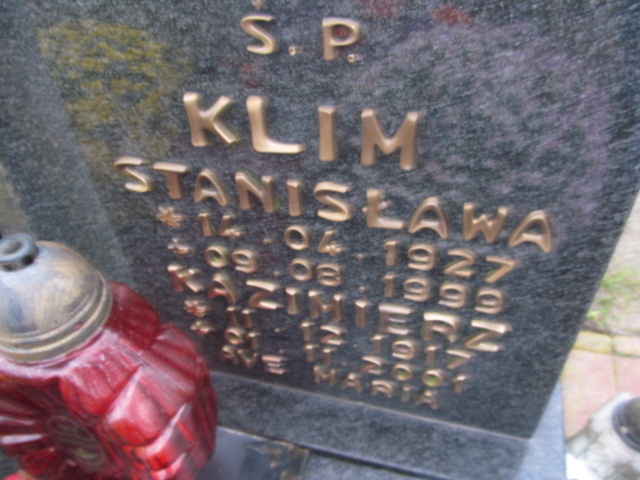 Ś.P.
KLIM
STANISŁAWA
* 14.04.1927
+ 09.08.1999
KAZIMIERZ
* 11.12.1917
+ 01.11.2001
AVE MARIA